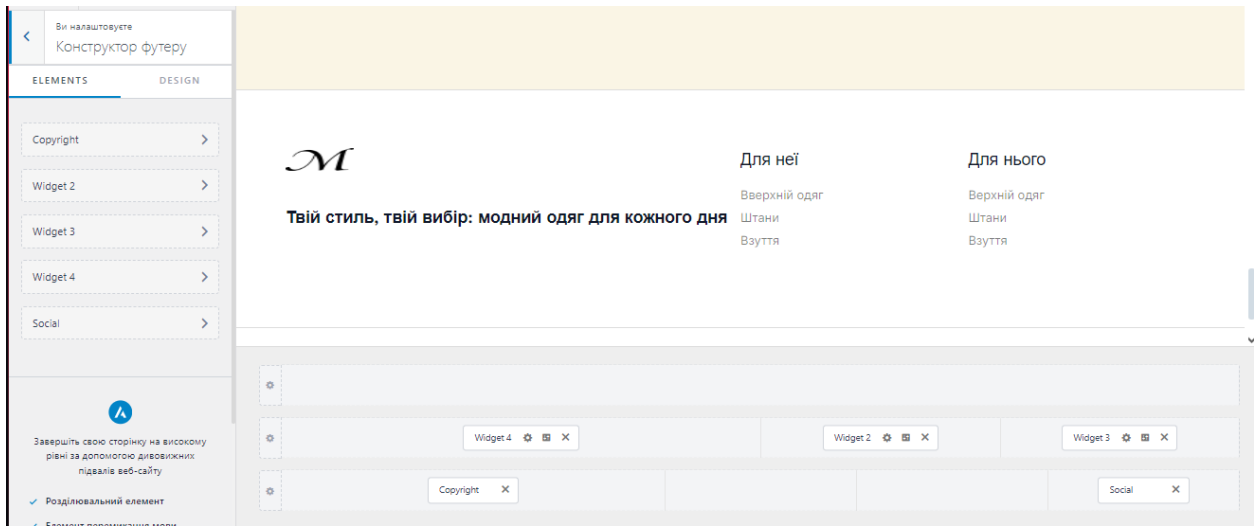 Ви налаштовуєте
Конструктор футеру
ELEMENTS DESIGN
Copyright
Widget 2
Widget 3
Widget 4
Social
Завершіть свою сторінку на високому
рівні за допомогою дивовижних
підвалів веб-сайту
Розділювальний елемент
Елемент перемикання мови
M
Твій стиль, твій вибір: модний одяг для кожного дня
Для неї
Вверхній одяг
Штани
Взуття
Для нього
Верхній одяг
Штани
Взуття
Widget 4 Widget 2 Widget 3
Copyright Social